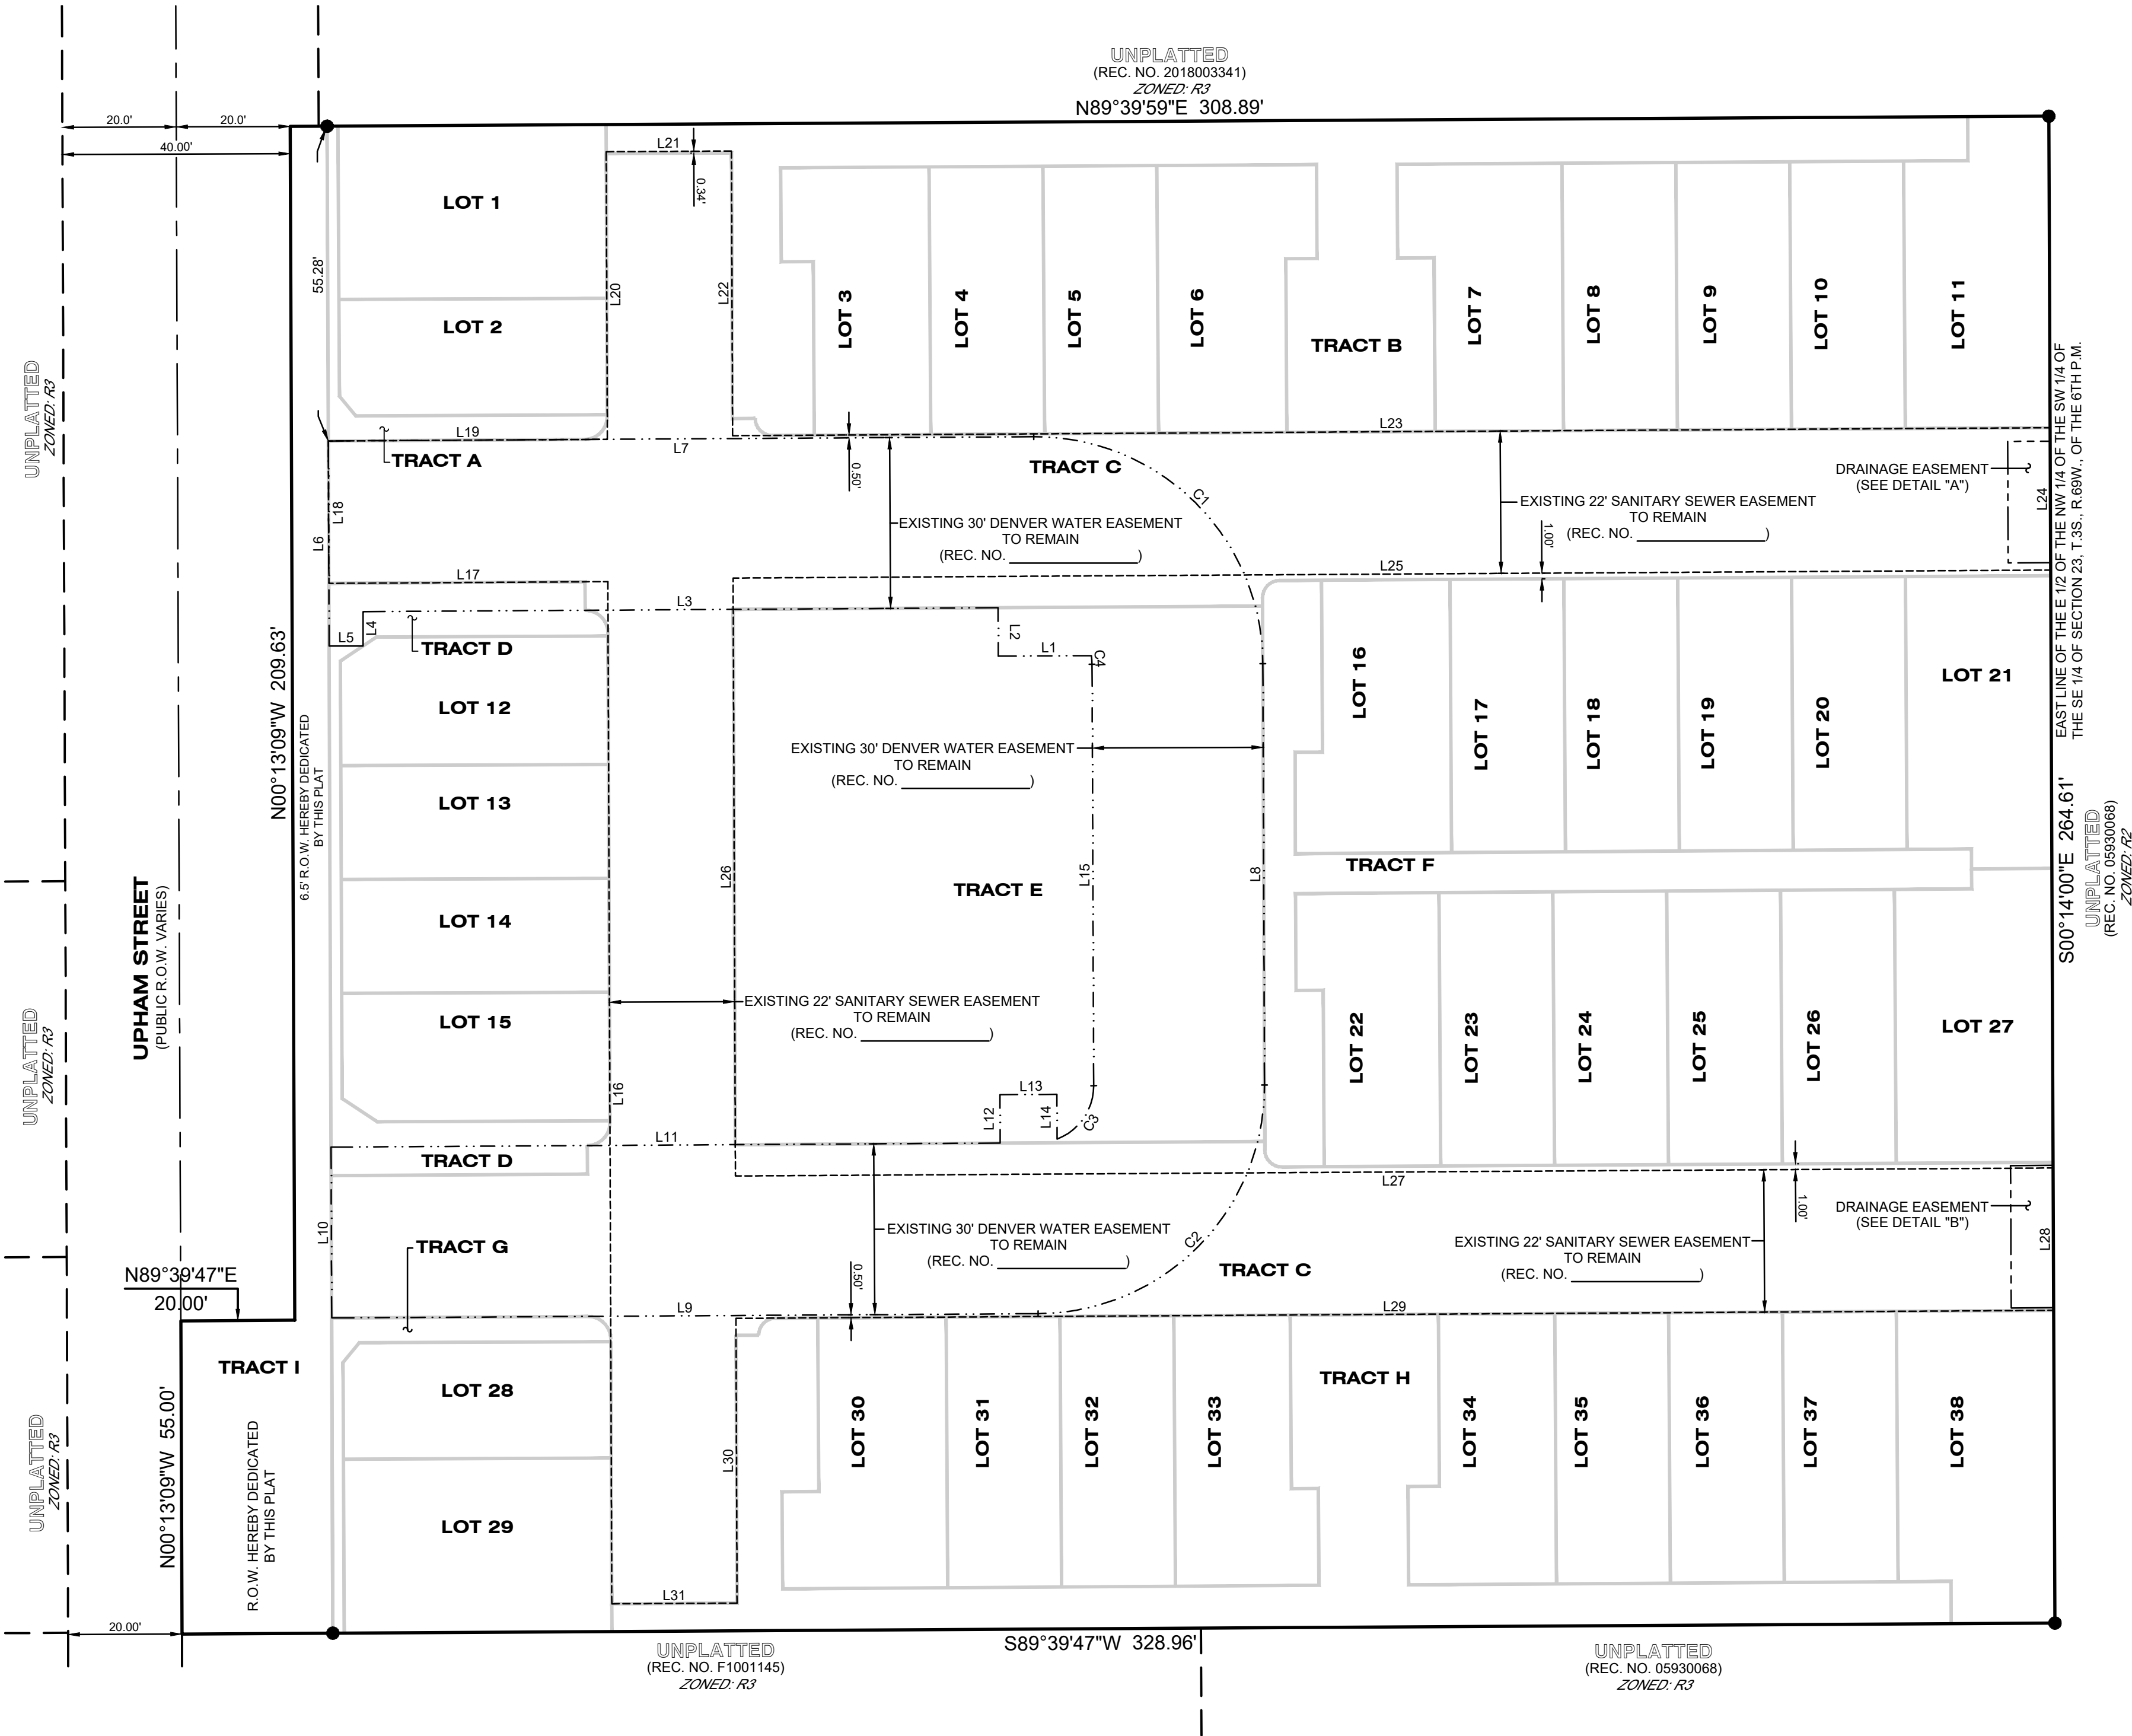 UNPLATTED
(REC. NO. 2018003341)
ZONED: R3
N89°39'59"E 308.89'
20.0'
20.0'
40.00'
L21
0.34'
LOT 1
55.28'
L20
L22
LOT 2
LOT 3
LOT 4
LOT 5
LOT 6
TRACT B
LOT 7
LOT 8
LOT 9
LOT 10
LOT 11
UNPLATTED
ZONED: R3
L19
L7
L23
TRACT A
0.50'
TRACT C
C1
DRAINAGE EASEMENT
(SEE DETAIL "A")
L24
L18
L6
EXISTING 30' DENVER WATER EASEMENT
TO REMAIN
(REC. NO. ________________)
EXISTING 22' SANITARY SEWER EASEMENT
TO REMAIN
(REC. NO. ________________)
1.00'
EAST LINE OF THE E 1/2 OF THE NW 1/4 OF THE SW 1/4 OF
THE SE 1/4 OF SECTION 23, T.3S., R.69W., OF THE 6TH P.M.
L17
L25
L3
L4
L5
L2
L1
C4
TRACT D
N00°13'09"W 209.63'
6.5' R.O.W. HEREBY DEDICATED
BY THIS PLAT
LOT 12
LOT 13
LOT 14
LOT 15
EXISTING 30' DENVER WATER EASEMENT
TO REMAIN
(REC. NO. ________________)
LOT 16
LOT 17
LOT 18
LOT 19
LOT 20
LOT 21
TRACT F
L26
TRACT E
L15
L8
S00°14'00"E 264.61'
UNPLATTED
(REC. NO. 05930068)
ZONED: R2
UPHAM STREET
(PUBLIC R.O.W. VARIES)
UNPLATTED
ZONED: R3
EXISTING 22' SANITARY SEWER EASEMENT
TO REMAIN
(REC. NO. ________________)
LOT 22
LOT 23
LOT 24
LOT 25
LOT 26
LOT 27
L16
L13
L12
L14
C3
L11
TRACT D
L27
1.00'
L10
TRACT G
EXISTING 30' DENVER WATER EASEMENT
TO REMAIN
(REC. NO. ________________)
C2
TRACT C
EXISTING 22' SANITARY SEWER EASEMENT
TO REMAIN
(REC. NO. ________________)
DRAINAGE EASEMENT
(SEE DETAIL "B")
L28
N89°39'47"E
20.00'
0.50'
L9
L29
TRACT I
LOT 28
TRACT H
N00°13'09"W 55.00'
R.O.W. HEREBY DEDICATED
BY THIS PLAT
UNPLATTED
ZONED: R3
LOT 29
L30
LOT 30
LOT 31
LOT 32
LOT 33
LOT 34
LOT 35
LOT 36
LOT 37
LOT 38
L31
20.00'
UNPLATTED
(REC. NO. F1001145)
ZONED: R3
S89°39'47"W 328.96'
UNPLATTED
(REC. NO. 05930068)
ZONED: R3